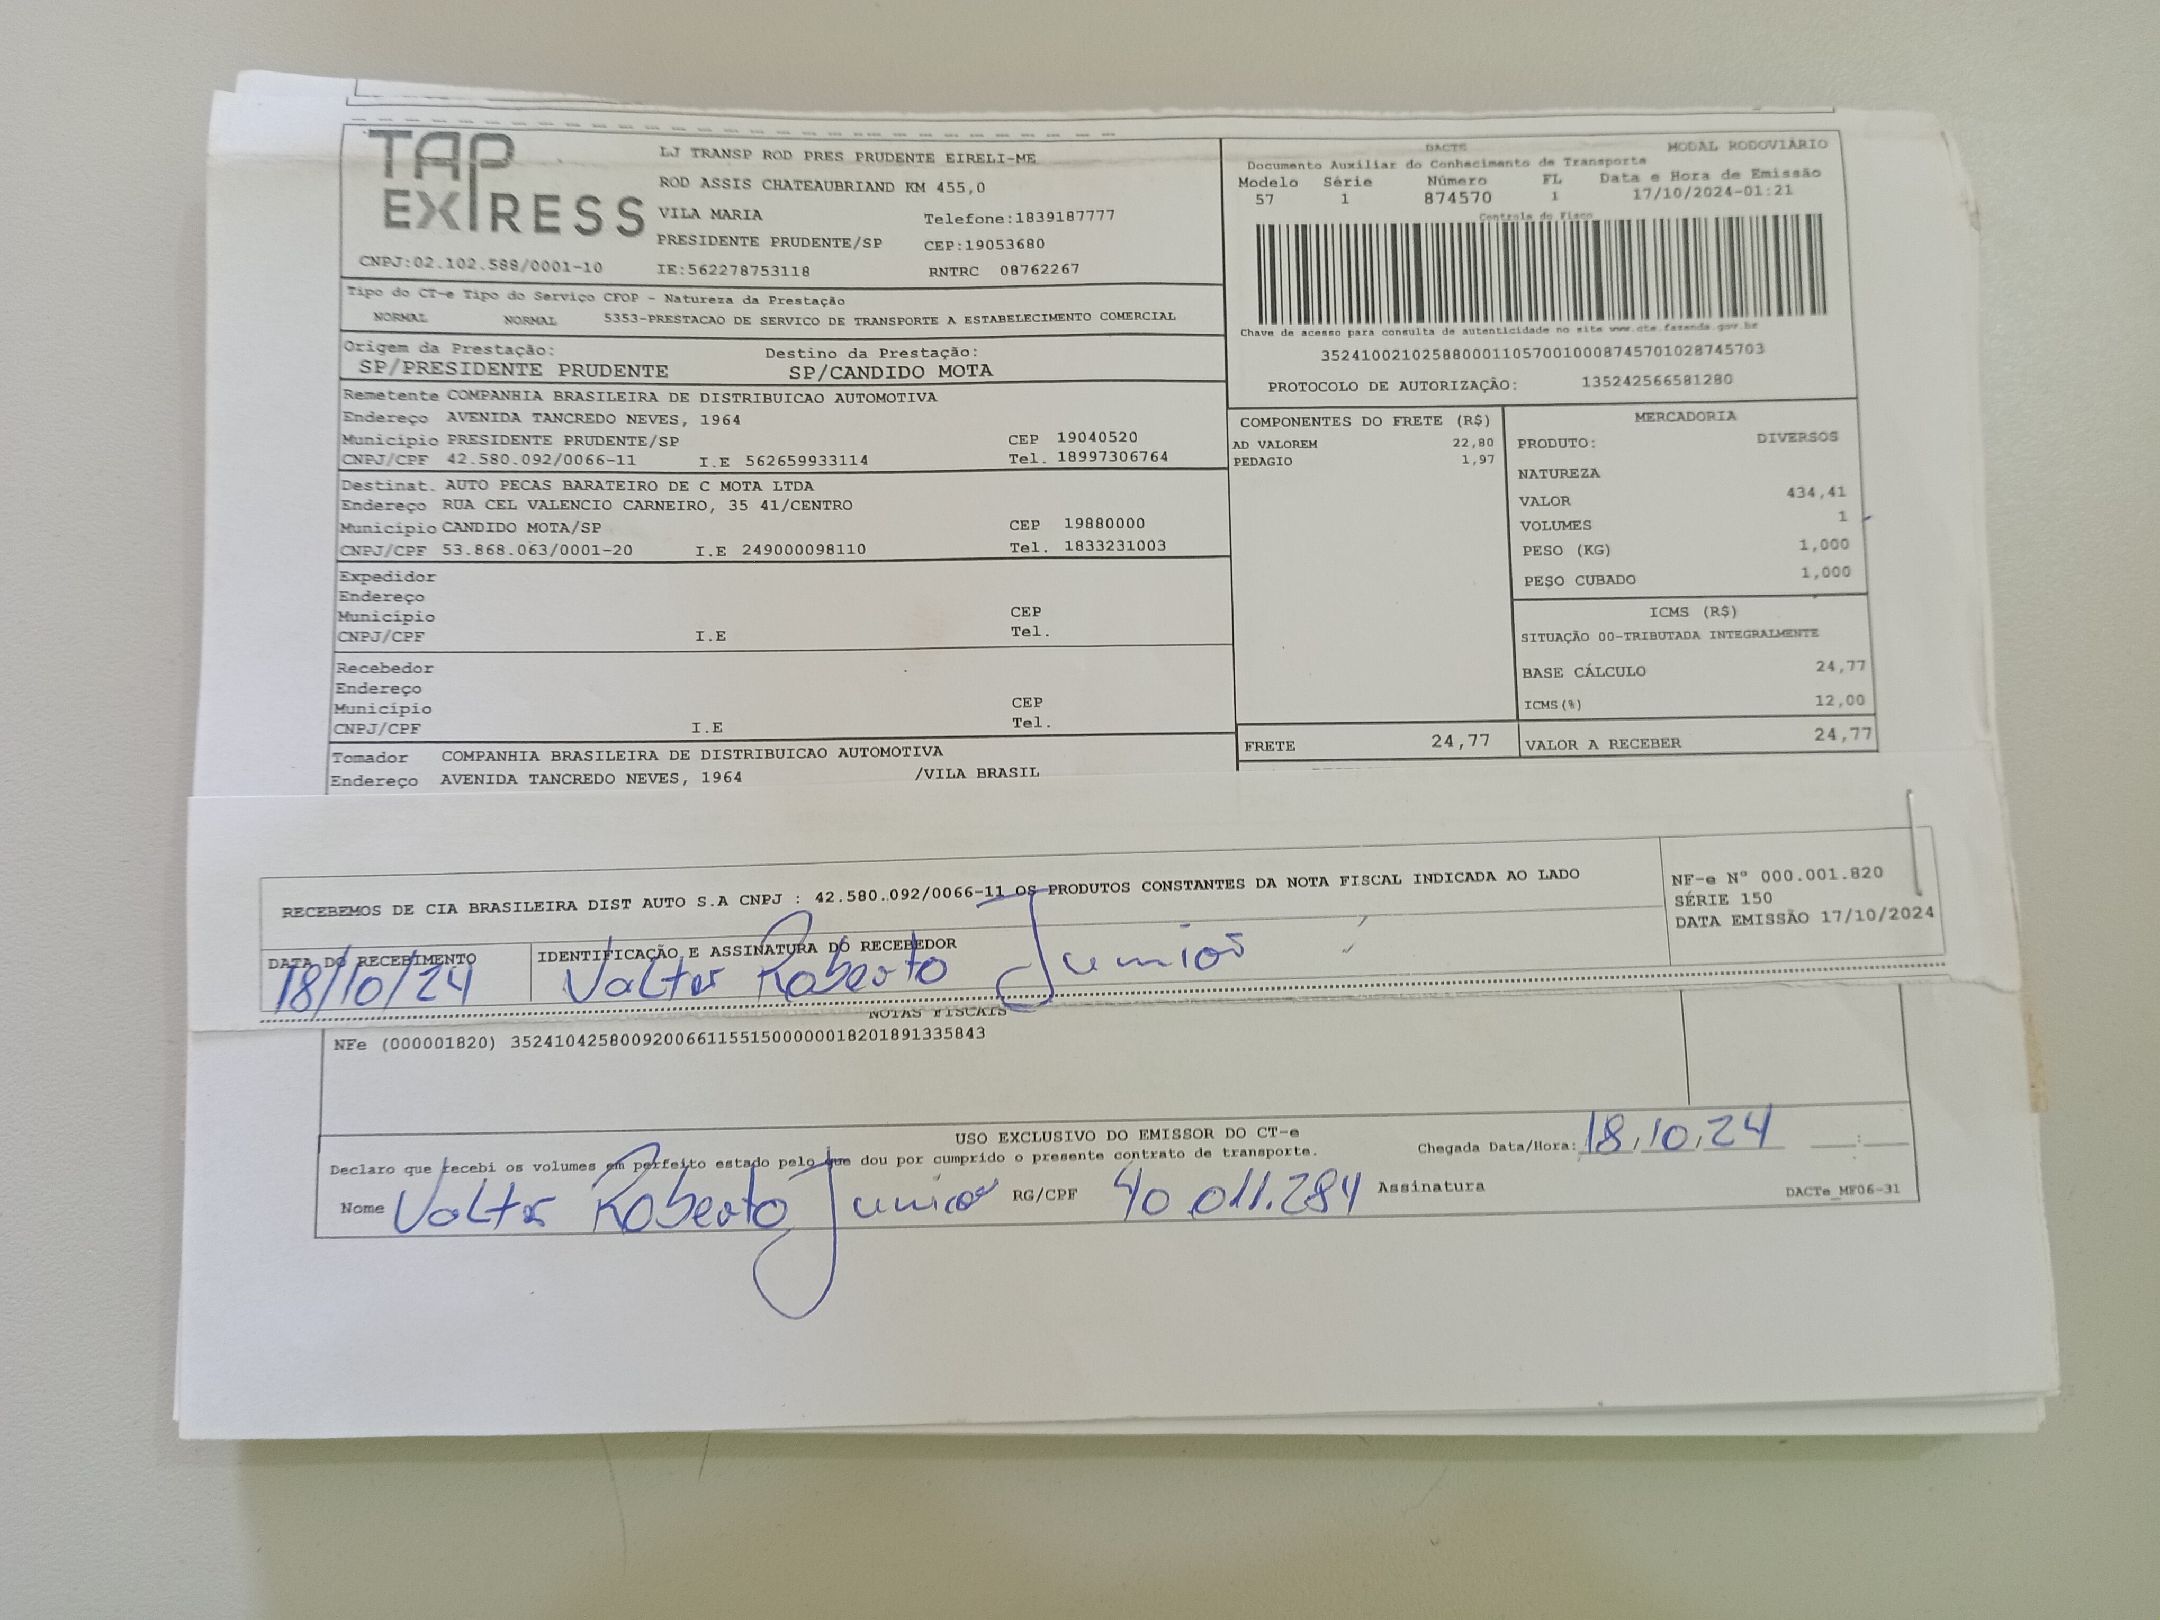 TAP EXPRESS
LJ TRANSP ROD PRES PRUDENTE EIRELI-ME
ROD ASSIS CHATEAUBRIAND KM 455,0
VILA MARIA Telefone:1839187777
PRESIDENTE PRUDENTE/SP CEP:19053680
CNPJ:02.102.588/0001-10 IE:562278753118 RNTRC 08762267
DACTE MODAL RODOVIÁRIO
Documento Auxiliar do Conhecimento de Transporte
Modelo Série Número FL Data e Hora de Emissão
57 1 874570 1 17/10/2024-01:21
Controle do Fisco
Chave de acesso para consulta de autenticidade no site www.cte.fazenda.gov.br
35241002102588000110570010008745701028745703
PROTOCOLO DE AUTORIZAÇÃO: 135242566581280
Tipo do CT-e Tipo do Serviço CFOP - Natureza da Prestação
NORMAL NORMAL 5353-PRESTACAO DE SERVICO DE TRANSPORTE A ESTABELECIMENTO COMERCIAL
Origem da Prestação: Destino da Prestação:
SP/PRESIDENTE PRUDENTE SP/CANDIDO MOTA
Remetente COMPANHIA BRASILEIRA DE DISTRIBUICAO AUTOMOTIVA
Endereço AVENIDA TANCREDO NEVES, 1964
Município PRESIDENTE PRUDENTE/SP CEP 19040520
CNPJ/CPF 42.580.092/0066-11 I.E 562659933114 Tel. 18997306764
Destinat. AUTO PECAS BARATEIRO DE C MOTA LTDA
Endereço RUA CEL VALENCIO CARNEIRO, 35 41/CENTRO
Município CANDIDO MOTA/SP CEP 19880000
CNPJ/CPF 53.868.063/0001-20 I.E 249000098110 Tel. 1833231003
Expedidor
Endereço
Município CEP
CNPJ/CPF I.E Tel.
Recebedor
Endereço
Município CEP
CNPJ/CPF I.E Tel.
Tomador COMPANHIA BRASILEIRA DE DISTRIBUICAO AUTOMOTIVA
Endereço AVENIDA TANCREDO NEVES, 1964 /VILA BRASIL
COMPONENTES DO FRETE (R$)
AD VALOREM 22,80
PEDAGIO 1,97
FRETE 24,77
MERCADORIA
PRODUTO: DIVERSOS
NATUREZA
VALOR 434,41
VOLUMES 1
PESO (KG) 1,000
PESO CUBADO 1,000
ICMS (R$)
SITUAÇÃO 00-TRIBUTADA INTEGRALMENTE
BASE CÁLCULO 24,77
ICMS(%) 12,00
VALOR A RECEBER 24,77
RECEBEMOS DE CIA BRASILEIRA DIST AUTO S.A CNPJ : 42.580.092/0066-11 OS PRODUTOS CONSTANTES DA NOTA FISCAL INDICADA AO LADO
NF-e Nº 000.001.820
SÉRIE 150
DATA EMISSÃO 17/10/2024
DATA DO RECEBIMENTO IDENTIFICAÇÃO E ASSINATURA DO RECEBEDOR
18/10/24 Valter Roberto Junior
NOTAS FISCAIS
NFe (000001820) 35241042580092006611551500000018201891335843
USO EXCLUSIVO DO EMISSOR DO CT-e
Declaro que recebi os volumes em perfeito estado pelo que dou por cumprido o presente contrato de transporte.
Chegada Data/Hora: 18/10/24 __:__
Nome Valter Roberto Junior RG/CPF 40 011.284 Assinatura
DACTe_MF06-31